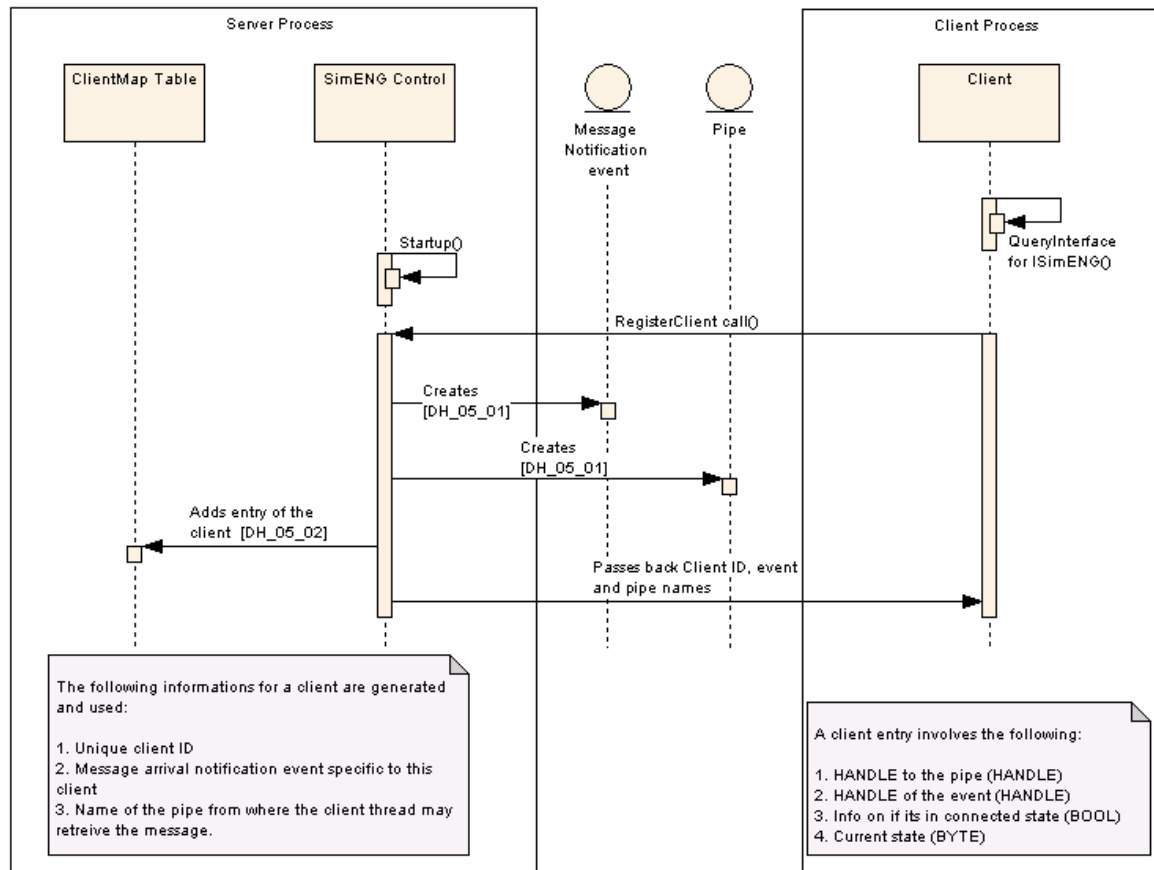 Server Process
Client Process
ClientMap Table
SimENG Control
Client
Message
Notification
event
Pipe
Startup()
QueryInterface
for ISimENG()
RegisterClient call()
Creates
[DH_05_01]
Creates
[DH_05_01]
Adds entry of the
client [DH_05_02]
Passes back Client ID, event
and pipe names
The following informations for a client are generated
and used:
1. Unique client ID
2. Message arrival notification event specific to this
client
3. Name of the pipe from where the client thread may
retreive the message.
A client entry involves the following:
1. HANDLE to the pipe (HANDLE)
2. HANDLE of the event (HANDLE)
3. Info on if its in connected state (BOOL)
4. Current state (BYTE)